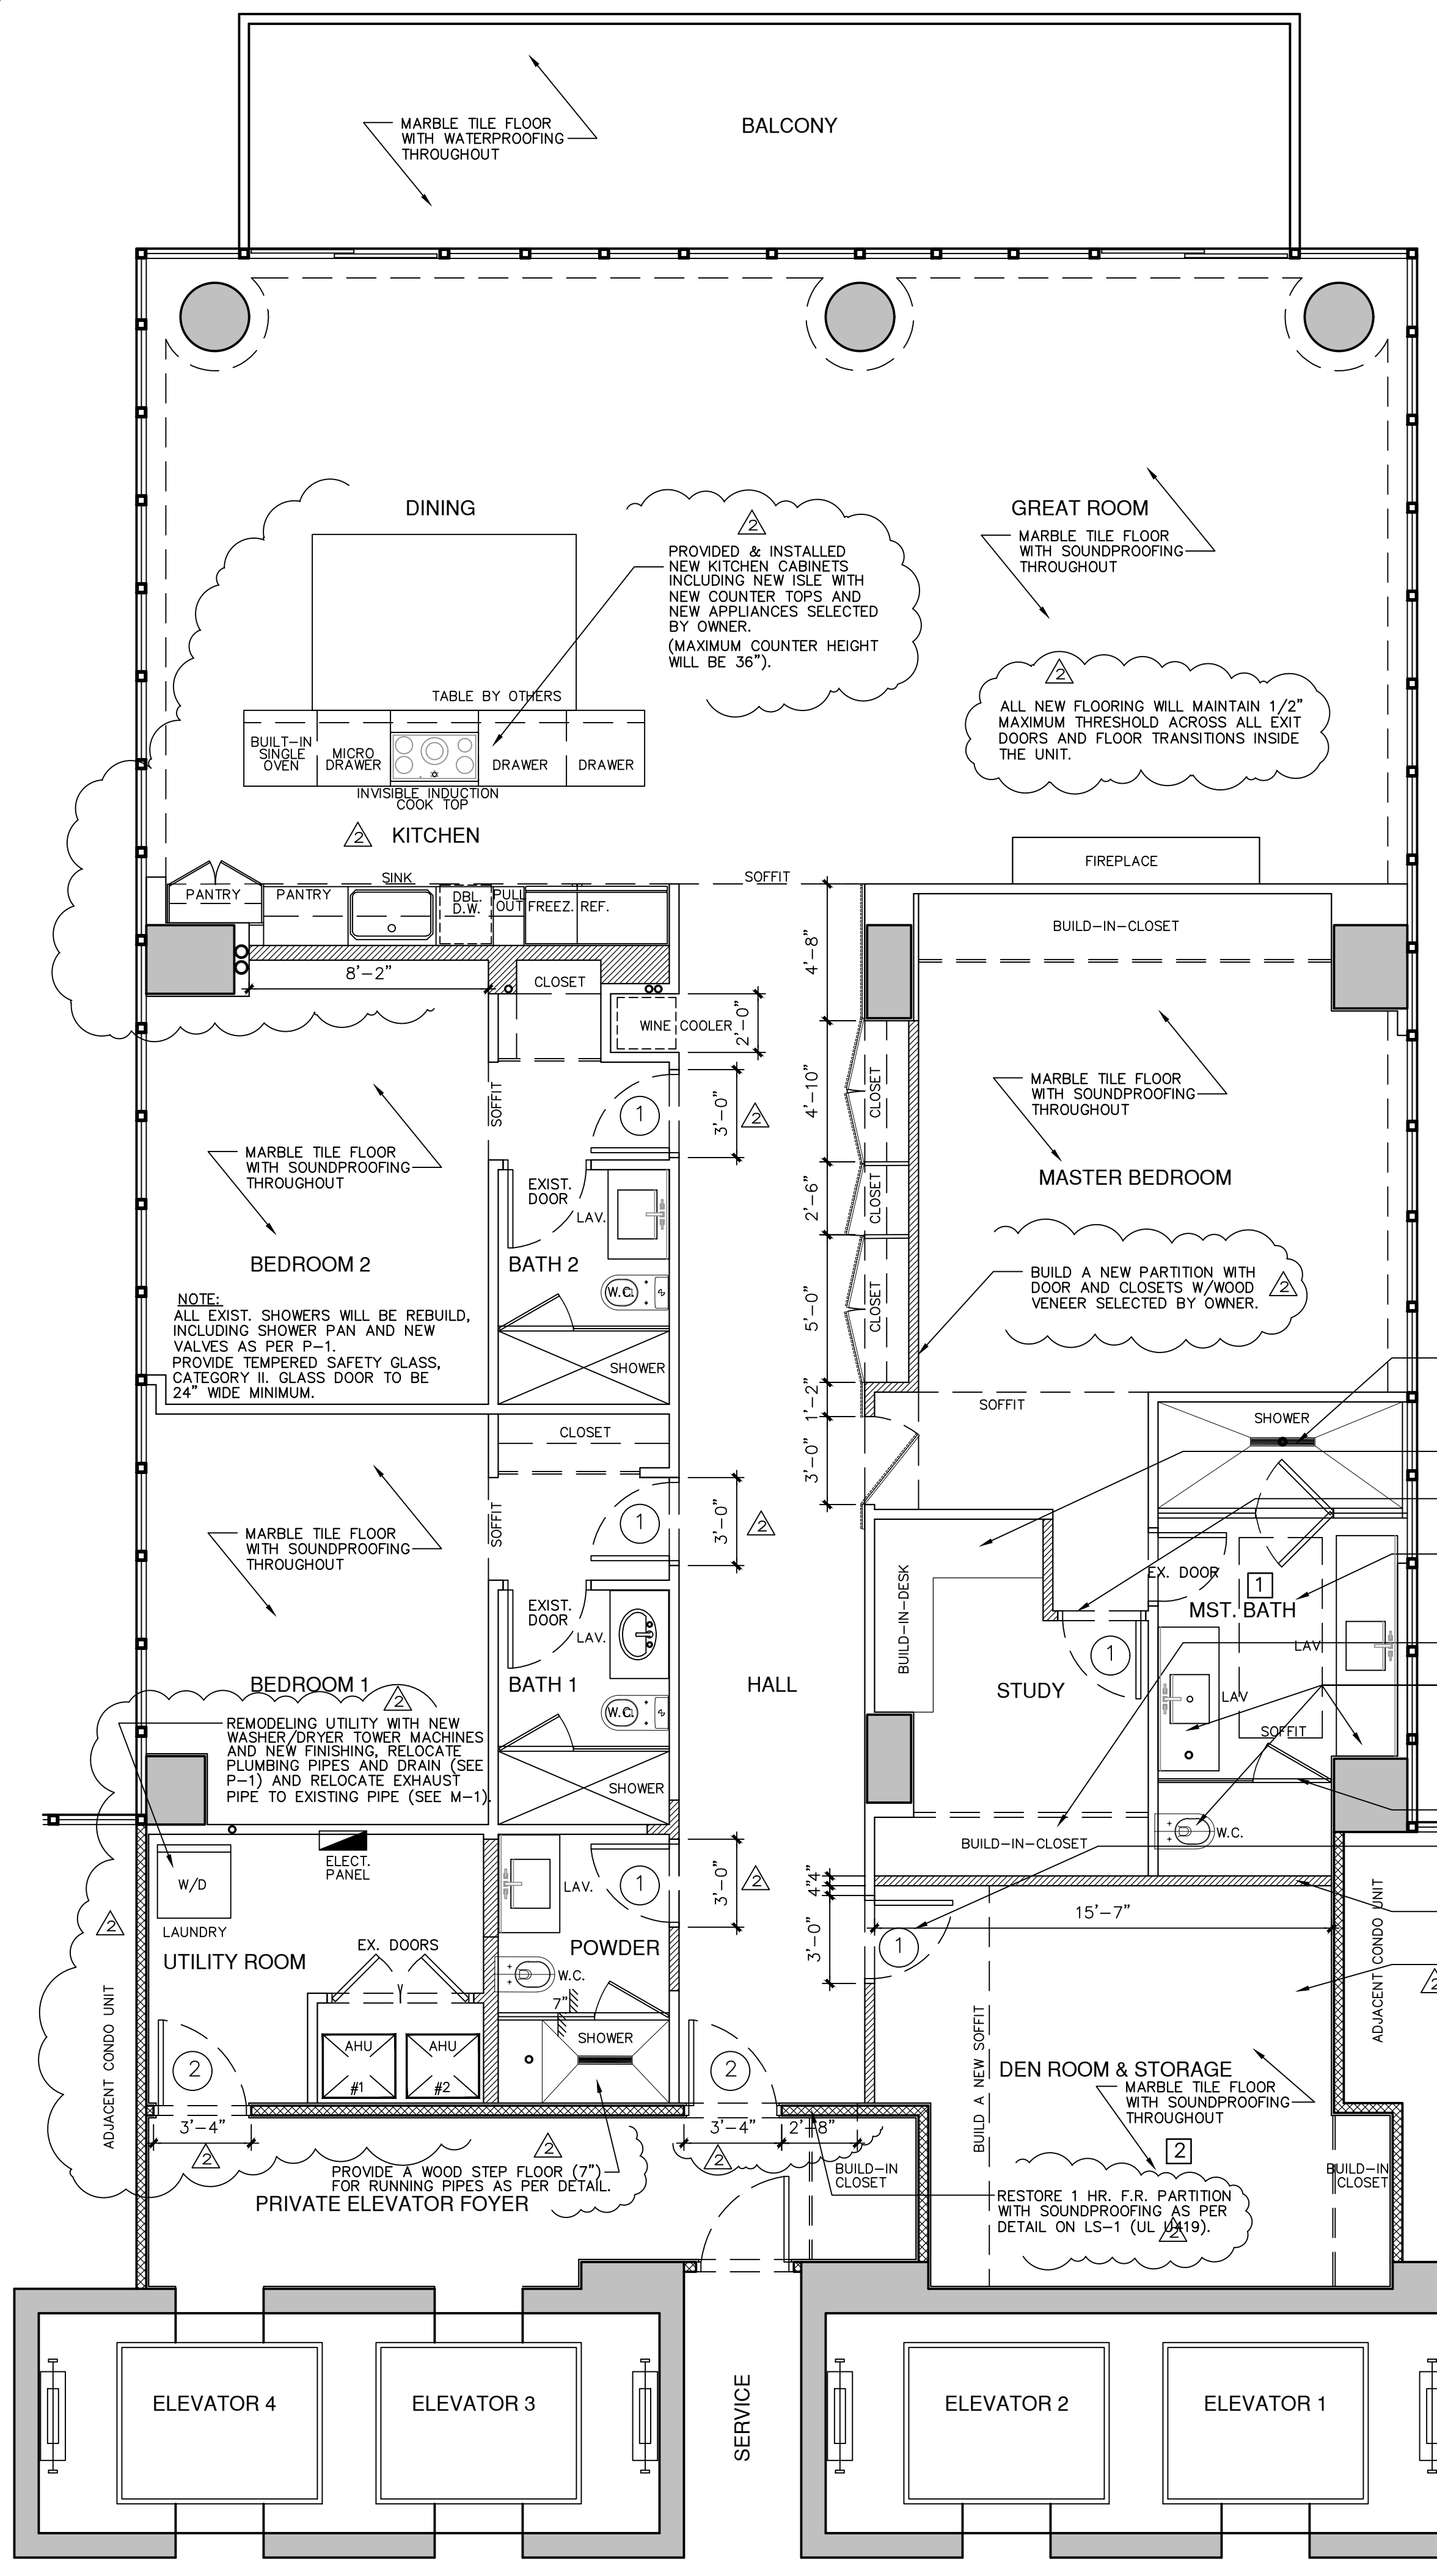 BALCONY
MARBLE TILE FLOOR
WITH WATERPROOFING
THROUGHOUT
DINING
GREAT ROOM
MARBLE TILE FLOOR
WITH SOUNDPROOFING
THROUGHOUT
2
PROVIDED & INSTALLED
NEW KITCHEN CABINETS
INCLUDING NEW ISLE WITH
NEW COUNTER TOPS AND
NEW APPLIANCES SELECTED
BY OWNER.
(MAXIMUM COUNTER HEIGHT
WILL BE 36").
2
ALL NEW FLOORING WILL MAINTAIN 1/2"
MAXIMUM THRESHOLD ACROSS ALL EXIT
DOORS AND FLOOR TRANSITIONS INSIDE
THE UNIT.
TABLE BY OTHERS
BUILT-IN
SINGLE
OVEN
MICRO
DRAWER
DRAWER
DRAWER
INVISIBLE INDUCTION
COOK TOP
2
KITCHEN
FIREPLACE
SOFFIT
SINK
PANTRY
PANTRY
DBL.
D.W.
PULL
OUT
FREEZ.
REF.
BUILD-IN-CLOSET
4'-8"
8'-2"
CLOSET
WINE COOLER
2'-0"
SOFFIT
1
3'-0"
2
4'-10"
CLOSET
MARBLE TILE FLOOR
WITH SOUNDPROOFING
THROUGHOUT
MARBLE TILE FLOOR
WITH SOUNDPROOFING
THROUGHOUT
EXIST.
DOOR
LAV.
2'-6"
CLOSET
MASTER BEDROOM
BEDROOM 2
BATH 2
W.C.
BUILD A NEW PARTITION WITH
DOOR AND CLOSETS W/WOOD
VENEER SELECTED BY OWNER.
2
NOTE:
ALL EXIST. SHOWERS WILL BE REBUILD,
INCLUDING SHOWER PAN AND NEW
VALVES AS PER P-1.
PROVIDE TEMPERED SAFETY GLASS,
CATEGORY II. GLASS DOOR TO BE
24" WIDE MINIMUM.
5'-0"
CLOSET
SHOWER
1'-2"
SOFFIT
SHOWER
CLOSET
3'-0"
SOFFIT
1
3'-0"
2
MARBLE TILE FLOOR
WITH SOUNDPROOFING
THROUGHOUT
EXIST.
DOOR
LAV.
BUILD-IN-DESK
EX. DOOR
1
MST. BATH
LAV
1
BEDROOM 1
BATH 1
HALL
STUDY
LAV
W.C.
SOFFIT
2
REMODELING UTILITY WITH NEW
WASHER/DRYER TOWER MACHINES
AND NEW FINISHING, RELOCATE
PLUMBING PIPES AND DRAIN (SEE
P-1) AND RELOCATE EXHAUST
PIPE TO EXISTING PIPE (SEE M-1).
SHOWER
W.C.
BUILD-IN-CLOSET
ELECT.
PANEL
W/D
LAUNDRY
LAV.
1
3'-0"
2
4"
4"
3'-0"
15'-7"
1
2
UTILITY ROOM
EX. DOORS
POWDER
W.C.
7"
ADJACENT CONDO UNIT
ADJACENT CONDO UNIT
2
AHU
#1
AHU
#2
SHOWER
2
2
BUILD A NEW SOFFIT
DEN ROOM & STORAGE
MARBLE TILE FLOOR
WITH SOUNDPROOFING
THROUGHOUT
2
3'-4"
2
2
3'-4"
2
2'-8"
PROVIDE A WOOD STEP FLOOR (7")
FOR RUNNING PIPES AS PER DETAIL.
PRIVATE ELEVATOR FOYER
BUILD-IN
CLOSET
BUILD-IN
CLOSET
RESTORE 1 HR. F.R. PARTITION
WITH SOUNDPROOFING AS PER
DETAIL ON LS-1 (UL U419).
2
ELEVATOR 4
ELEVATOR 3
SERVICE
ELEVATOR 2
ELEVATOR 1